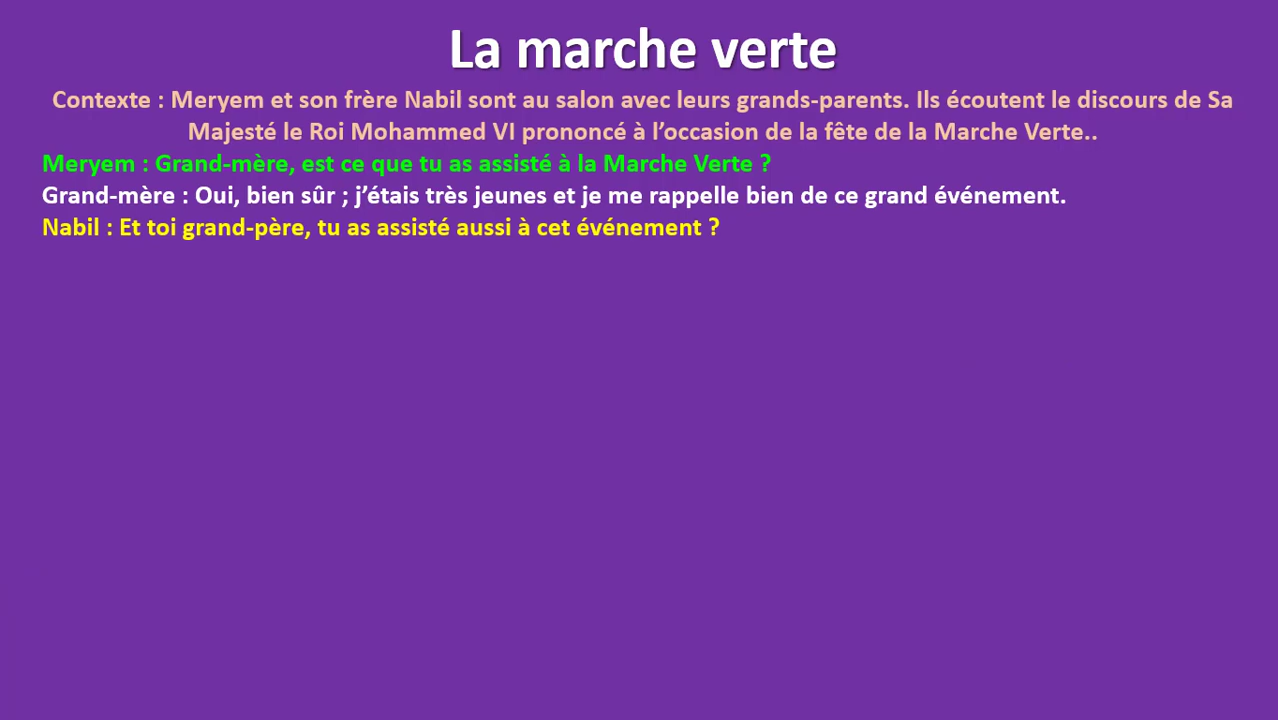 La marche verte
Contexte : Meryem et son frère Nabil sont au salon avec leurs grands-parents. Ils écoutent le discours de Sa
Majesté le Roi Mohammed VI prononcé à l’occasion de la fête de la Marche Verte..
Meryem : Grand-mère, est ce que tu as assisté à la Marche Verte ?
Grand-mère : Oui, bien sûr ; j’étais très jeunes et je me rappelle bien de ce grand événement.
Nabil : Et toi grand-père, tu as assisté aussi à cet événement ?